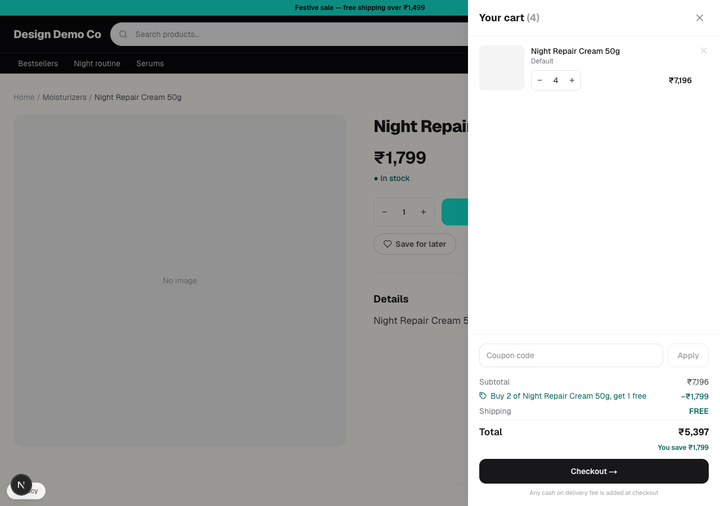 Festive sale — free shipping over ₹1,499
Design Demo Co
Search products...
Bestsellers
Night routine
Serums
Home / Moisturizers / Night Repair Cream 50g
No image
Night Repai
₹1,799
In stock
− 1 +
Save for later
Details
Night Repair Cream 5
N
cy
Your cart (4)
Night Repair Cream 50g
Default
− 4 +
₹7,196
Coupon code
Apply
Subtotal ₹7,196
Buy 2 of Night Repair Cream 50g, get 1 free −₹1,799
Shipping FREE
Total ₹5,397
You save ₹1,799
Checkout →
Any cash on delivery fee is added at checkout